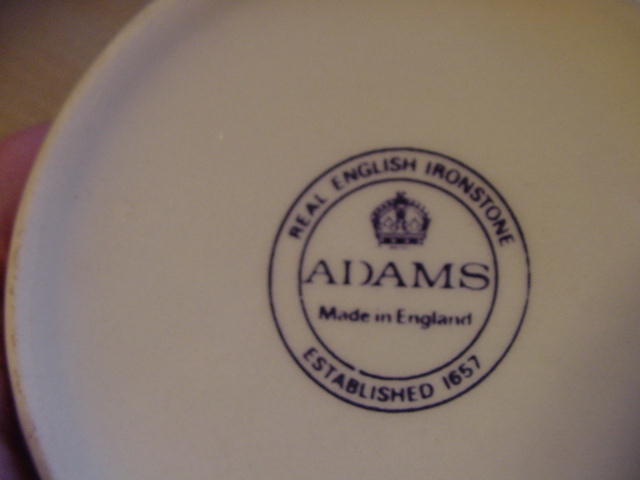 REAL ENGLISH IRONSTONE
ADAMS
Made in England
ESTABLISHED 1657